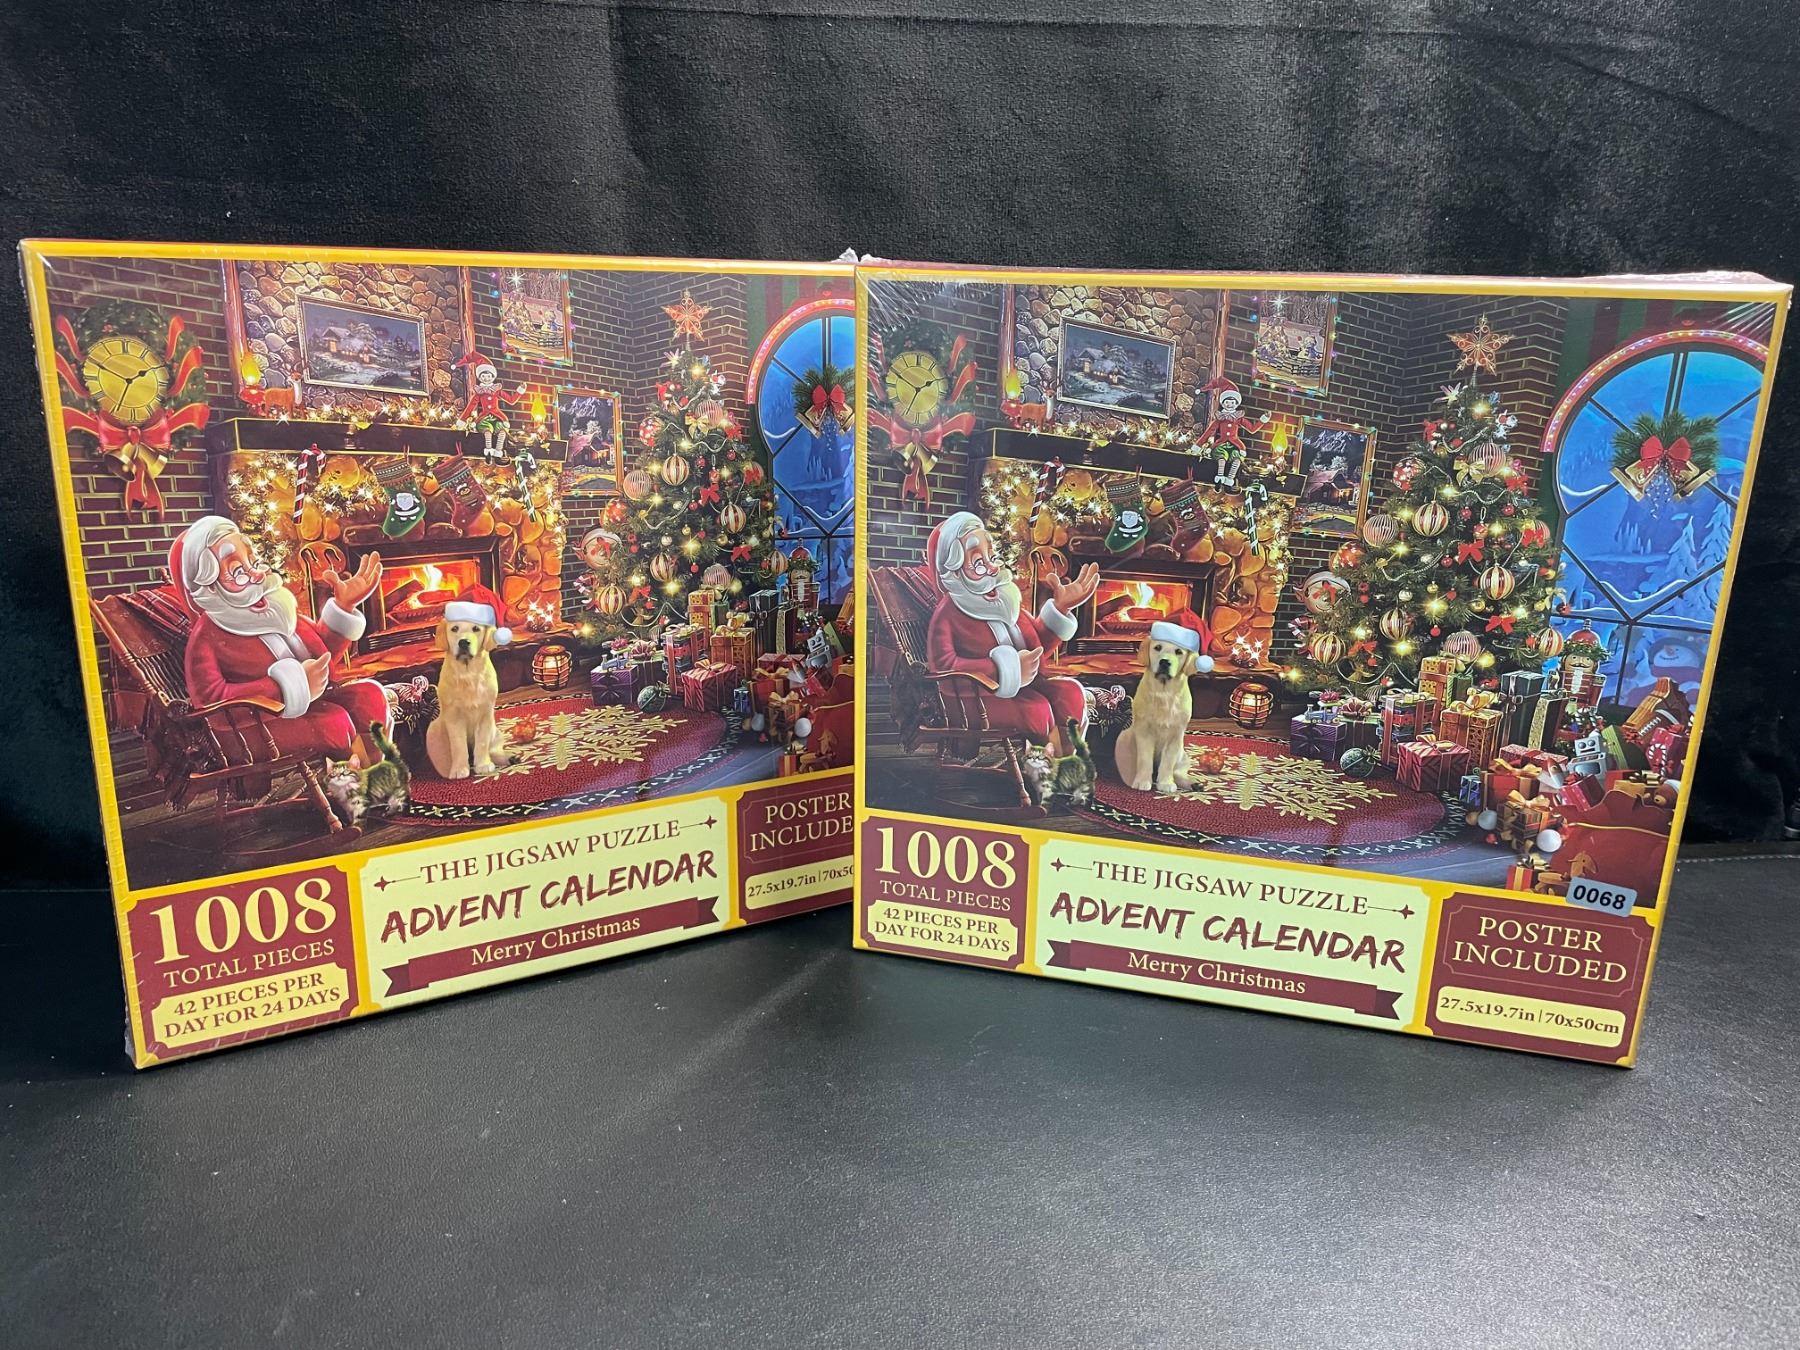 1008
TOTAL PIECES
42 PIECES PER
DAY FOR 24 DAYS
THE JIGSAW PUZZLE
ADVENT CALENDAR
Merry Christmas
POSTER
INCLUDE
27.5x19.7in | 70x50
1008
TOTAL PIECES
42 PIECES PER
DAY FOR 24 DAYS
THE JIGSAW PUZZLE
ADVENT CALENDAR
Merry Christmas
0068
POSTER
INCLUDED
27.5x19.7in | 70x50cm